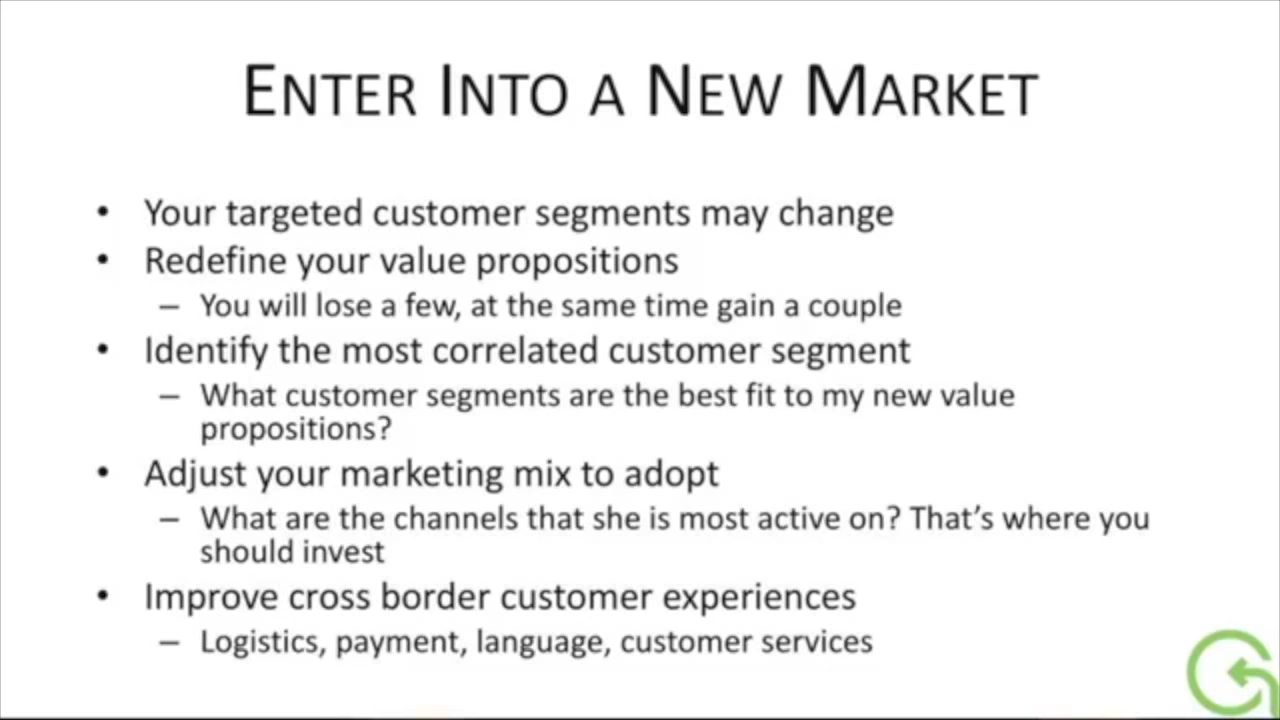 ENTER INTO A NEW MARKET
• Your targeted customer segments may change
• Redefine your value propositions
– You will lose a few, at the same time gain a couple
• Identify the most correlated customer segment
– What customer segments are the best fit to my new value
propositions?
• Adjust your marketing mix to adopt
– What are the channels that she is most active on? That’s where you
should invest
• Improve cross border customer experiences
– Logistics, payment, language, customer services